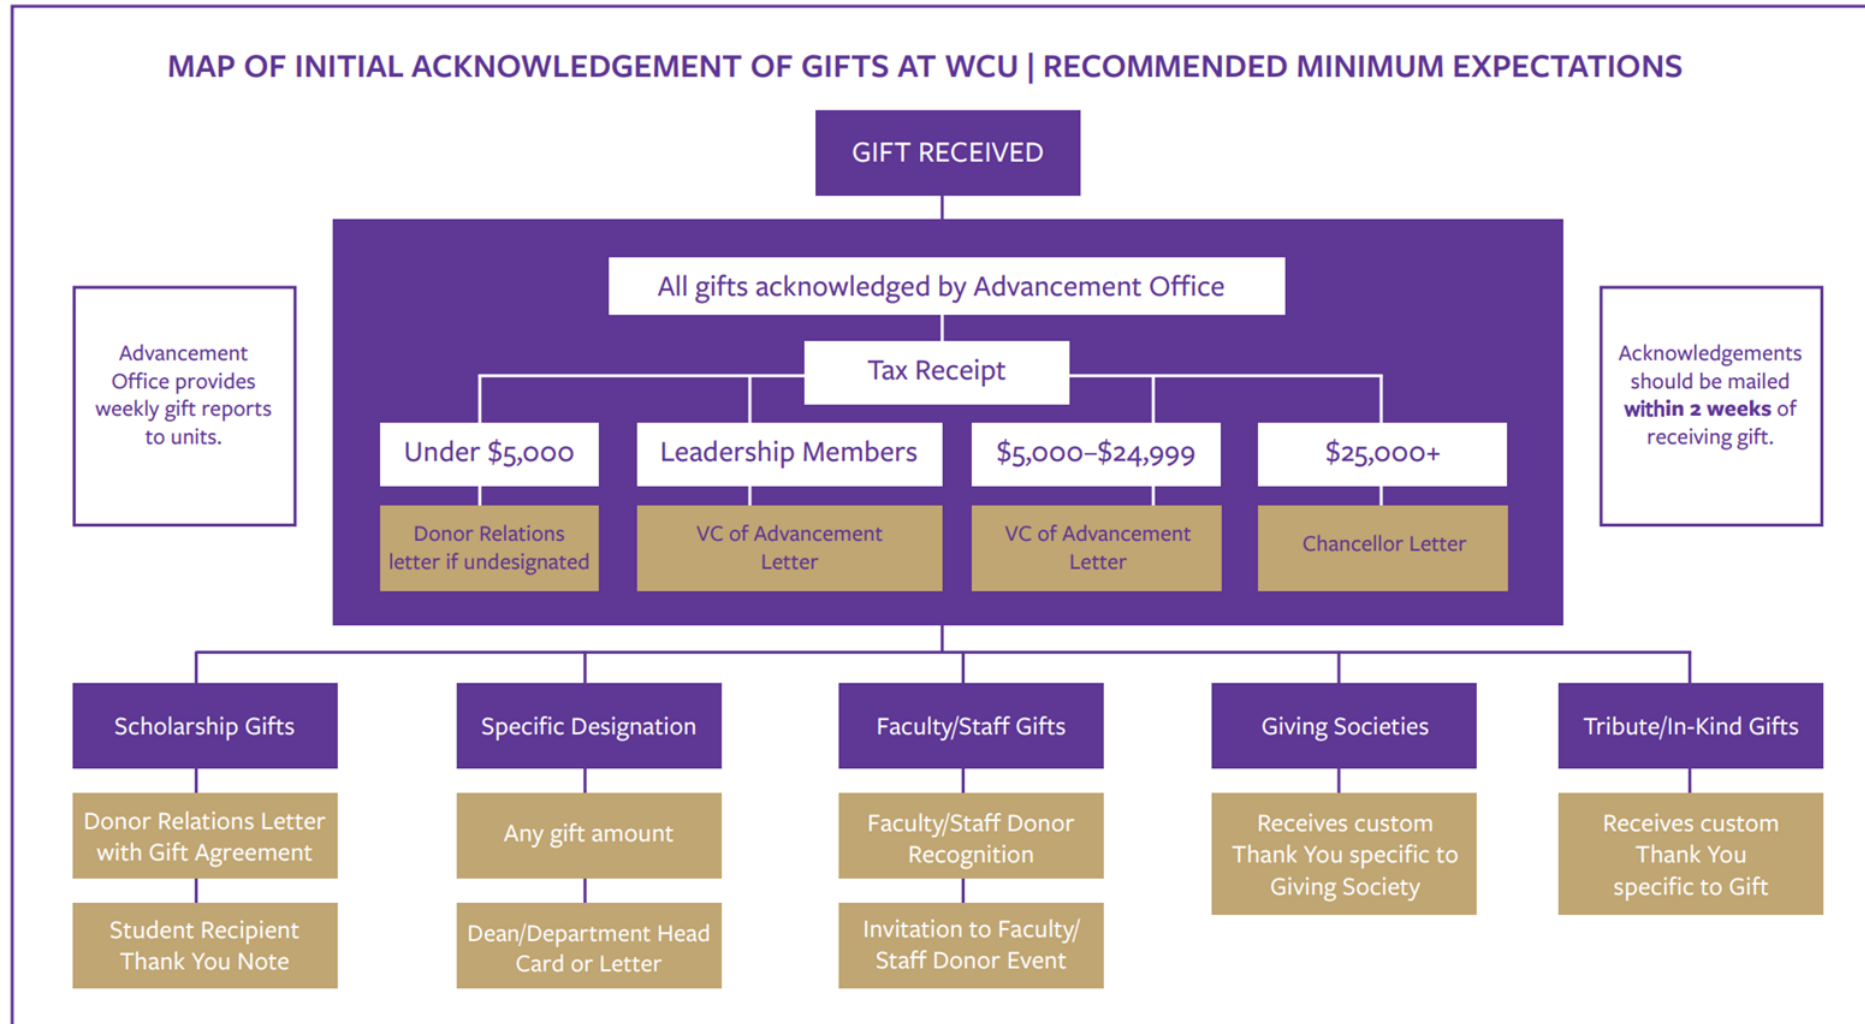 MAP OF INITIAL ACKNOWLEDGEMENT OF GIFTS AT WCU | RECOMMENDED MINIMUM EXPECTATIONS
GIFT RECEIVED
All gifts acknowledged by Advancement Office
Tax Receipt
Advancement
Office provides
weekly gift reports
to units.
Acknowledgements
should be mailed
within 2 weeks of
receiving gift.
Under $5,000
Donor Relations
letter if undesignated
Leadership Members
VC of Advancement
Letter
$5,000–$24,999
VC of Advancement
Letter
$25,000+
Chancellor Letter
Scholarship Gifts
Donor Relations Letter
with Gift Agreement
Student Recipient
Thank You Note
Specific Designation
Any gift amount
Dean/Department Head
Card or Letter
Faculty/Staff Gifts
Faculty/Staff Donor
Recognition
Invitation to Faculty/
Staff Donor Event
Giving Societies
Receives custom
Thank You specific to
Giving Society
Tribute/In-Kind Gifts
Receives custom
Thank You
specific to Gift